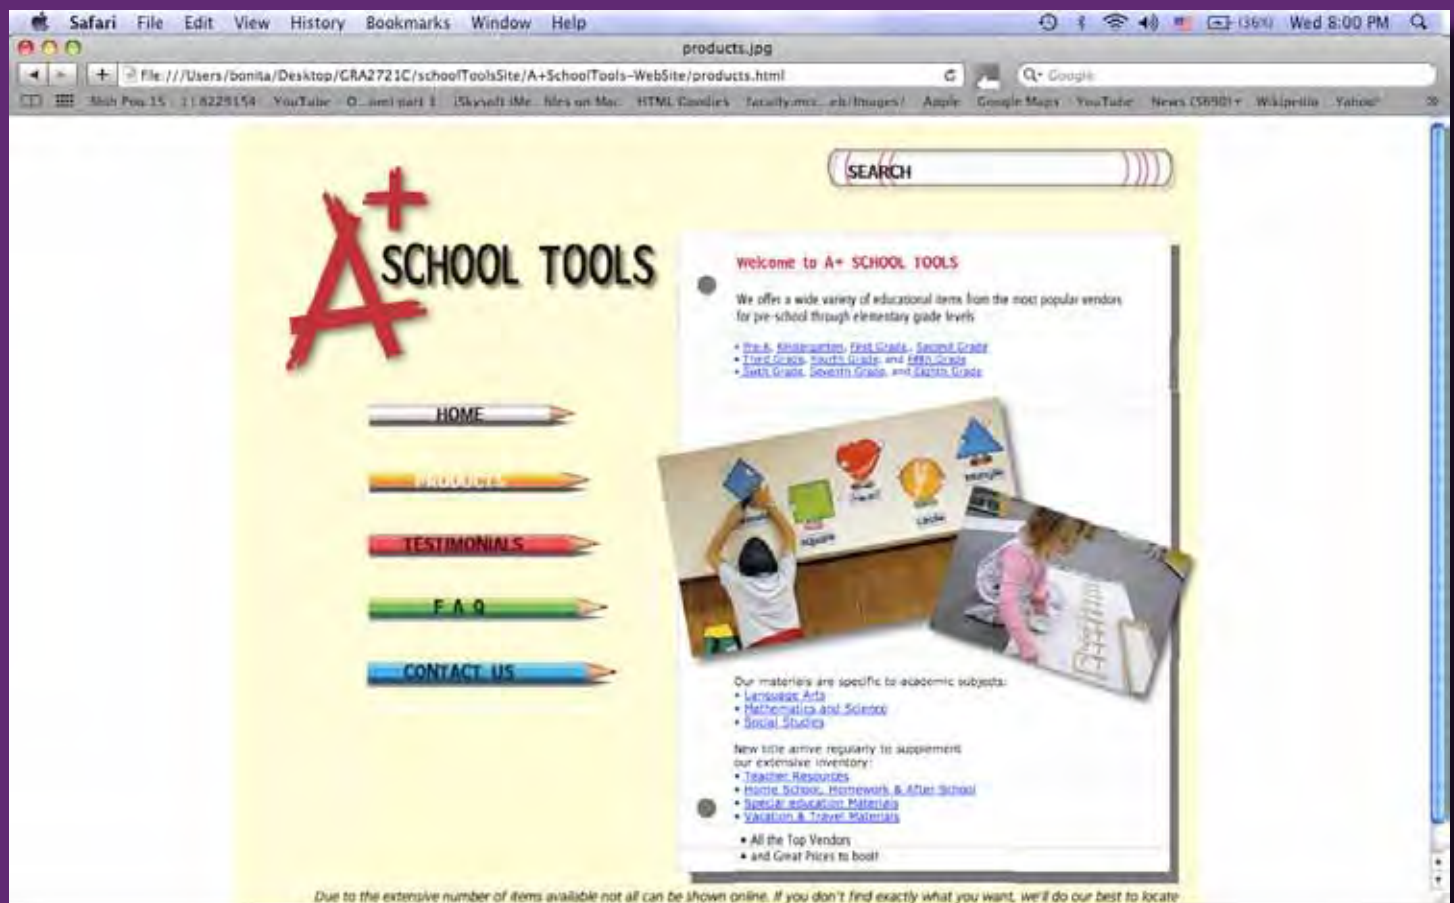 Safari File Edit View History Bookmarks Window Help (36%) Wed 8:00 PM
products.jpg
file:///Users/bonita/Desktop/GRA2721C/schoolToolsSite/A+SchoolTools-WebSite/products.html Google
YouTube HTML Goodies Apple Google Maps YouTube News Wikipedia Yahoo!
SEARCH
A+
SCHOOL TOOLS
HOME
PRODUCTS
TESTIMONIALS
F A Q
CONTACT US
Welcome to A+ SCHOOL TOOLS
We offer a wide variety of educational items from the most popular vendors
for pre-school through elementary grade levels
• Pre-K, Kindergarten, First Grade, Second Grade
• Third Grade, Fourth Grade, and Fifth Grade
• Sixth Grade, Seventh Grade, and Eighth Grade
triangle
circle
square
Our materials are specific to academic subjects:
• Language Arts
• Mathematics and Science
• Social Studies
New title arrive regularly to supplement
our extensive inventory:
• Teacher Resources
• Home School, Homework & After School
• Special education Materials
• Vacation & Travel Materials
• All the Top Vendors
• and Great Prices to boot!
Due to the extensive number of items available not all can be shown online. If you don't find exactly what you want, we'll do our best to locate